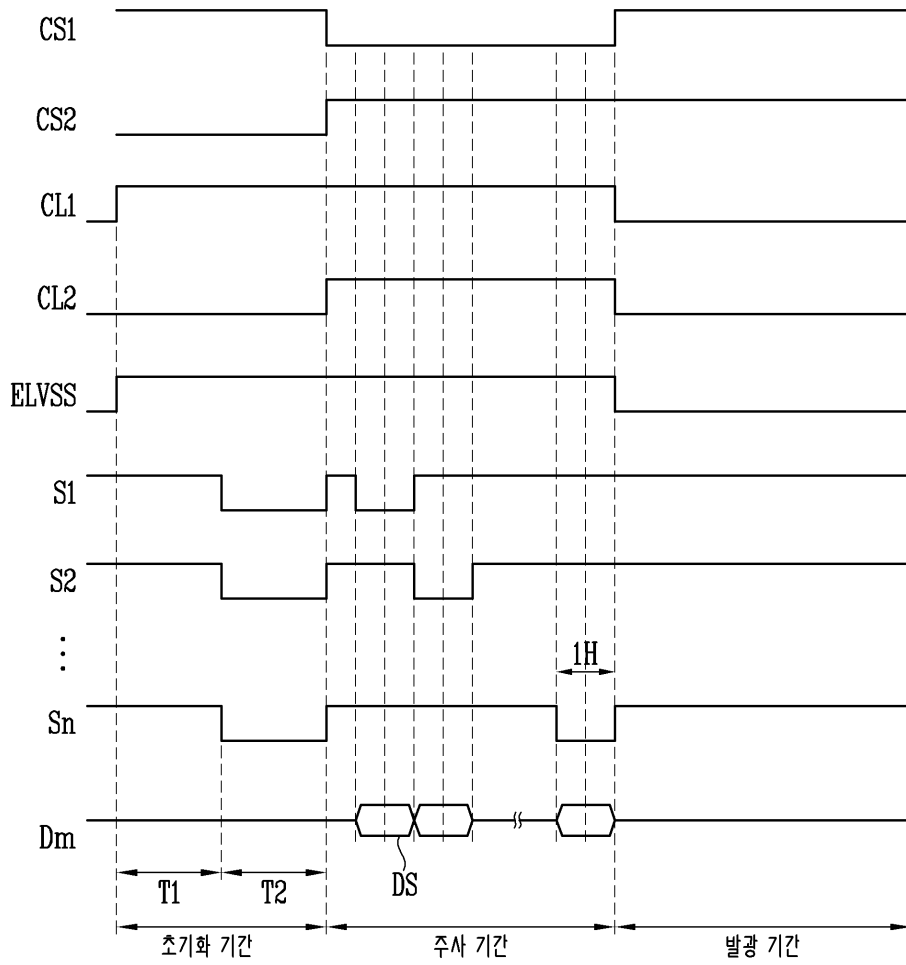 CS1
CS2
CL1
CL2
ELVSS
S1
S2
⋮
1H
Sn
Dm
DS
T1 T2
초기화 기간 주사 기간 발광 기간